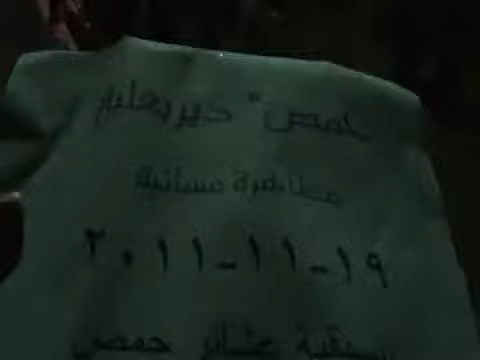 حمص * دير بعلبة
مظاهرة مسائية
١٩-١١-٢٠١١
تنسيقية عشائر حمص